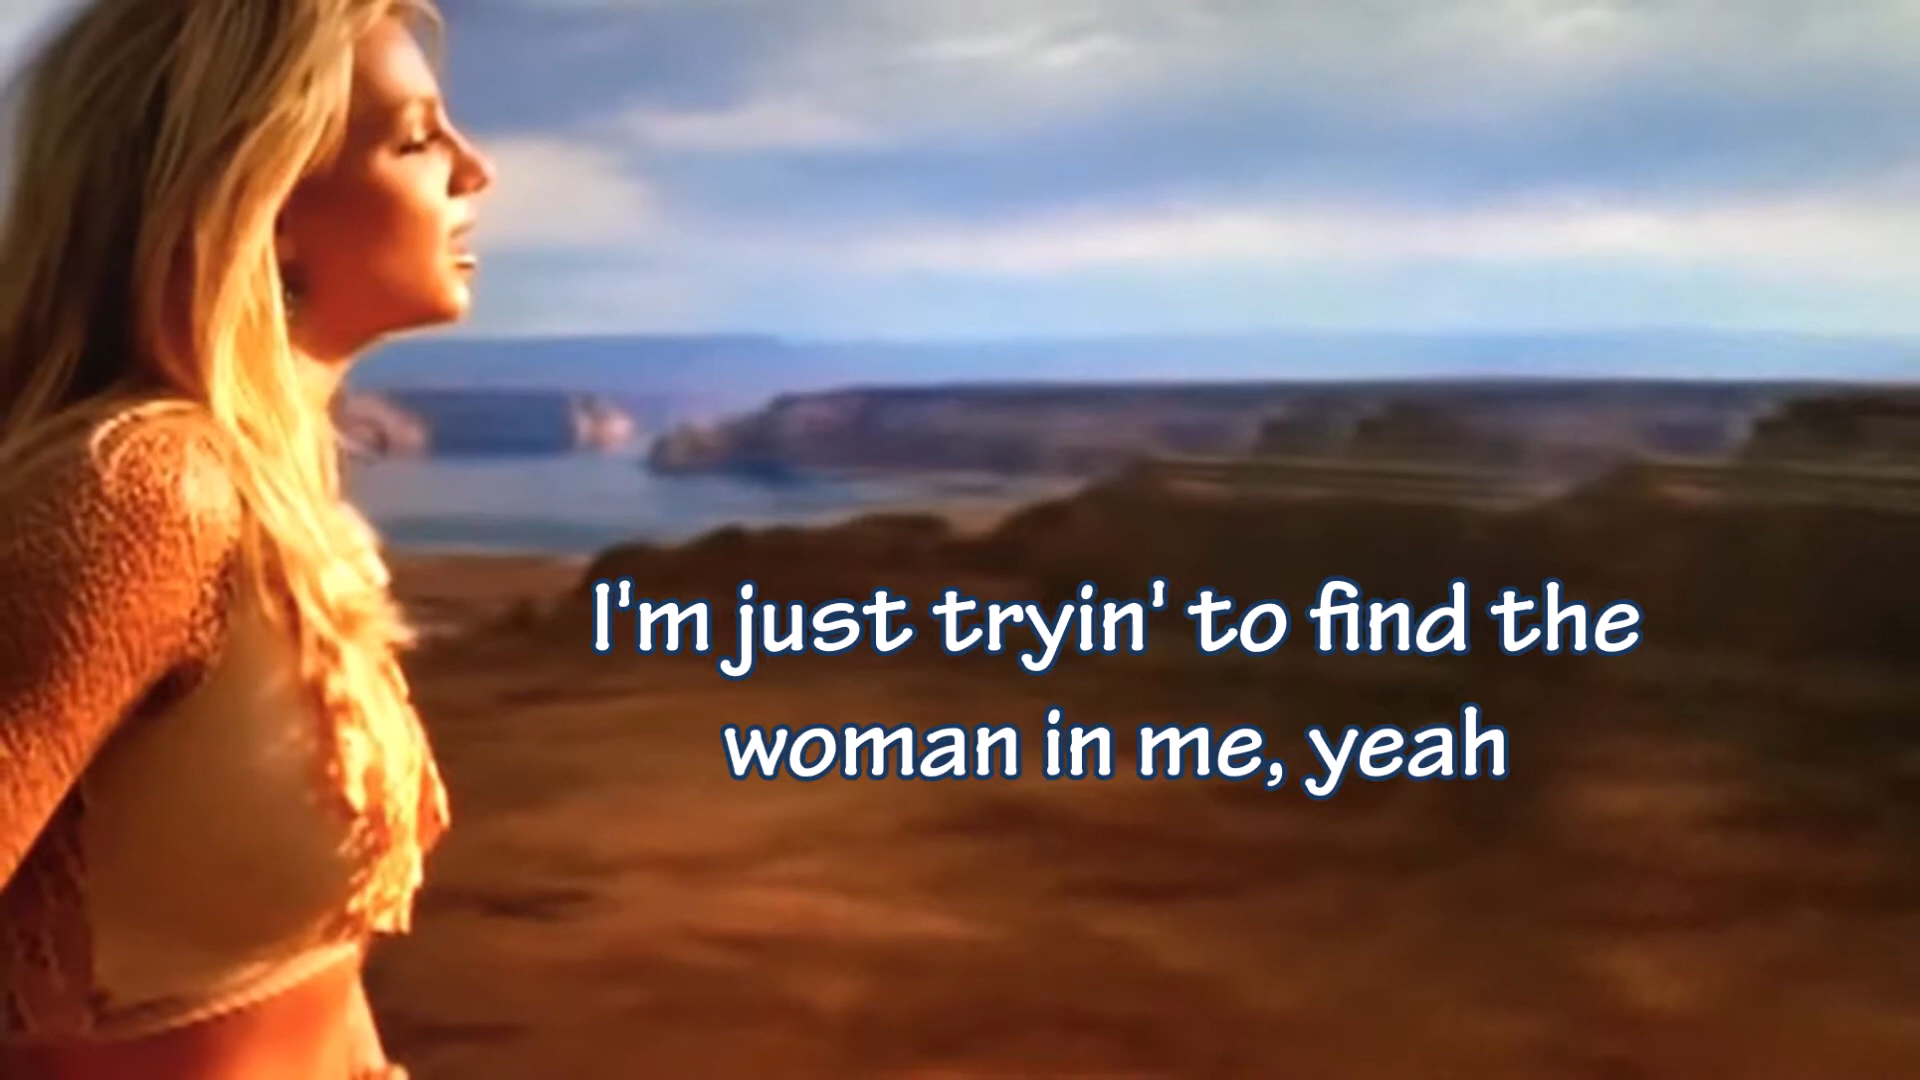 I'm just tryin' to find the
woman in me, yeah